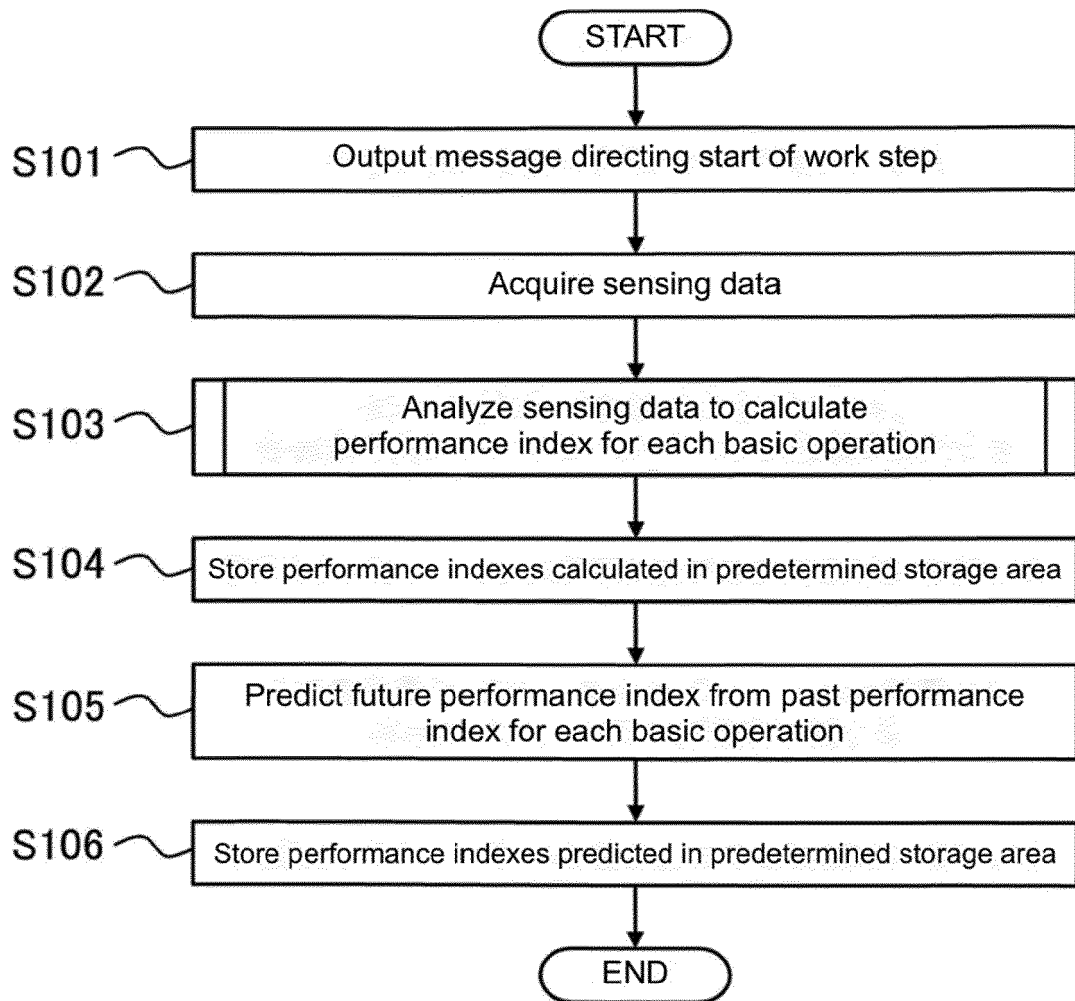 START
S101
Output message directing start of work step
S102
Acquire sensing data
S103
Analyze sensing data to calculate
performance index for each basic operation
S104
Store performance indexes calculated in predetermined storage area
S105
Predict future performance index from past performance
index for each basic operation
S106
Store performance indexes predicted in predetermined storage area
END